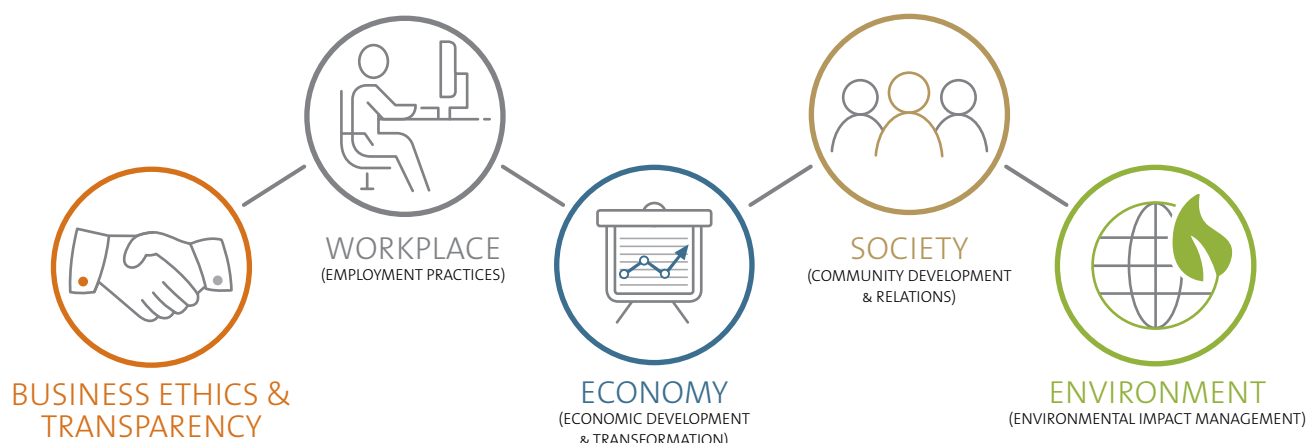 BUSINESS ETHICS &
TRANSPARENCY
WORKPLACE
(EMPLOYMENT PRACTICES)
ECONOMY
(ECONOMIC DEVELOPMENT
& TRANSFORMATION)
SOCIETY
(COMMUNITY DEVELOPMENT
& RELATIONS)
ENVIRONMENT
(ENVIRONMENTAL IMPACT MANAGEMENT)